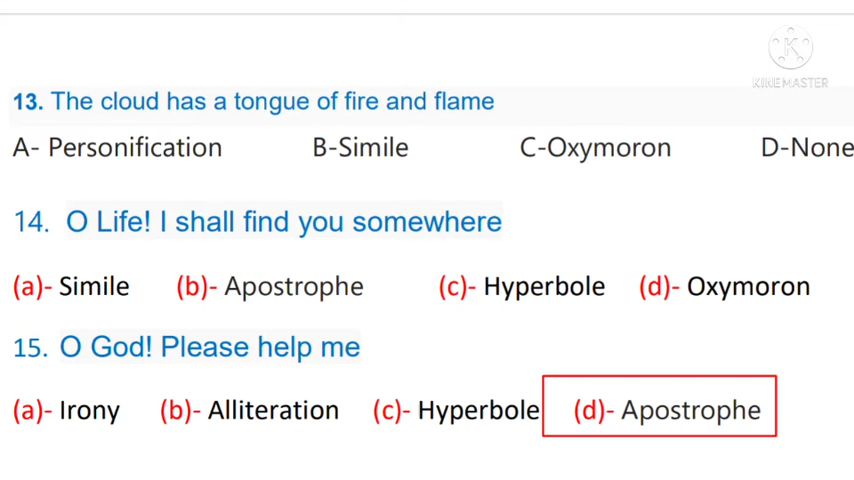 KINEMASTER
13. The cloud has a tongue of fire and flame
A- Personification B-Simile C-Oxymoron D-None
14. O Life! I shall find you somewhere
(a)- Simile (b)- Apostrophe (c)- Hyperbole (d)- Oxymoron
15. O God! Please help me
(a)- Irony (b)- Alliteration (c)- Hyperbole (d)- Apostrophe